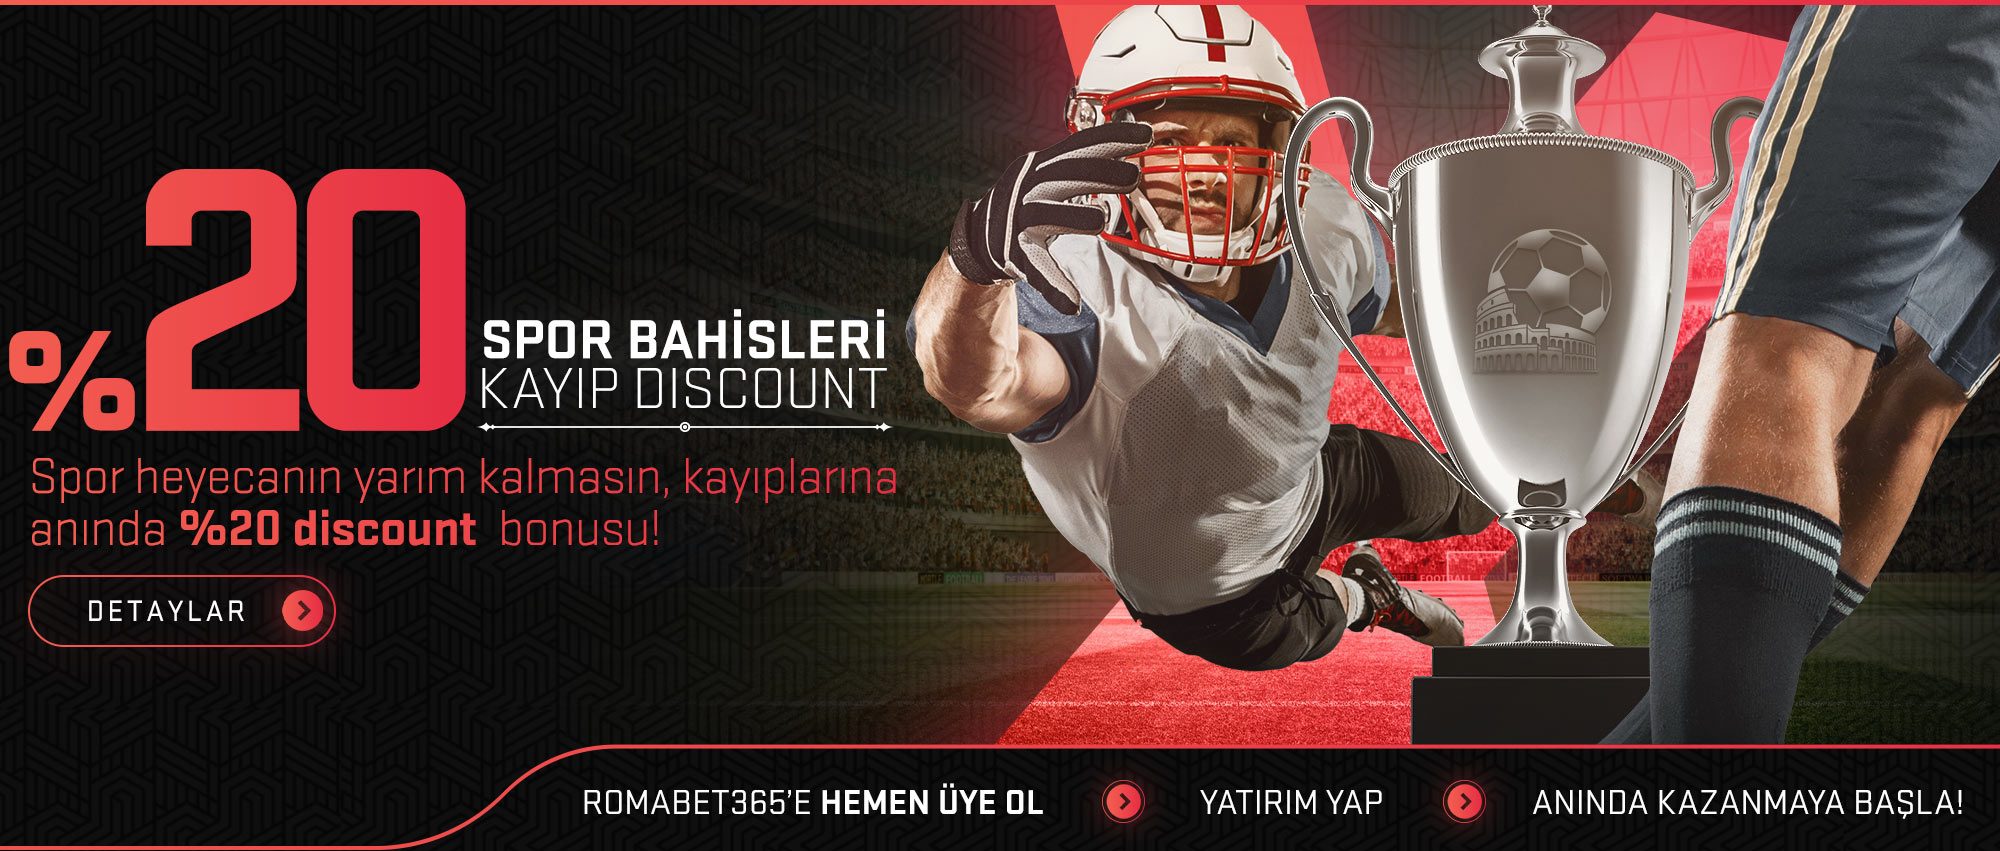 %20
SPOR BAHİSLERİ
KAYIP DISCOUNT
Spor heyecanın yarım kalmasın, kayıplarına
anında %20 discount bonusu!
DETAYLAR
ROMABET365'E HEMEN ÜYE OL
YATIRIM YAP
ANINDA KAZANMAYA BAŞLA!